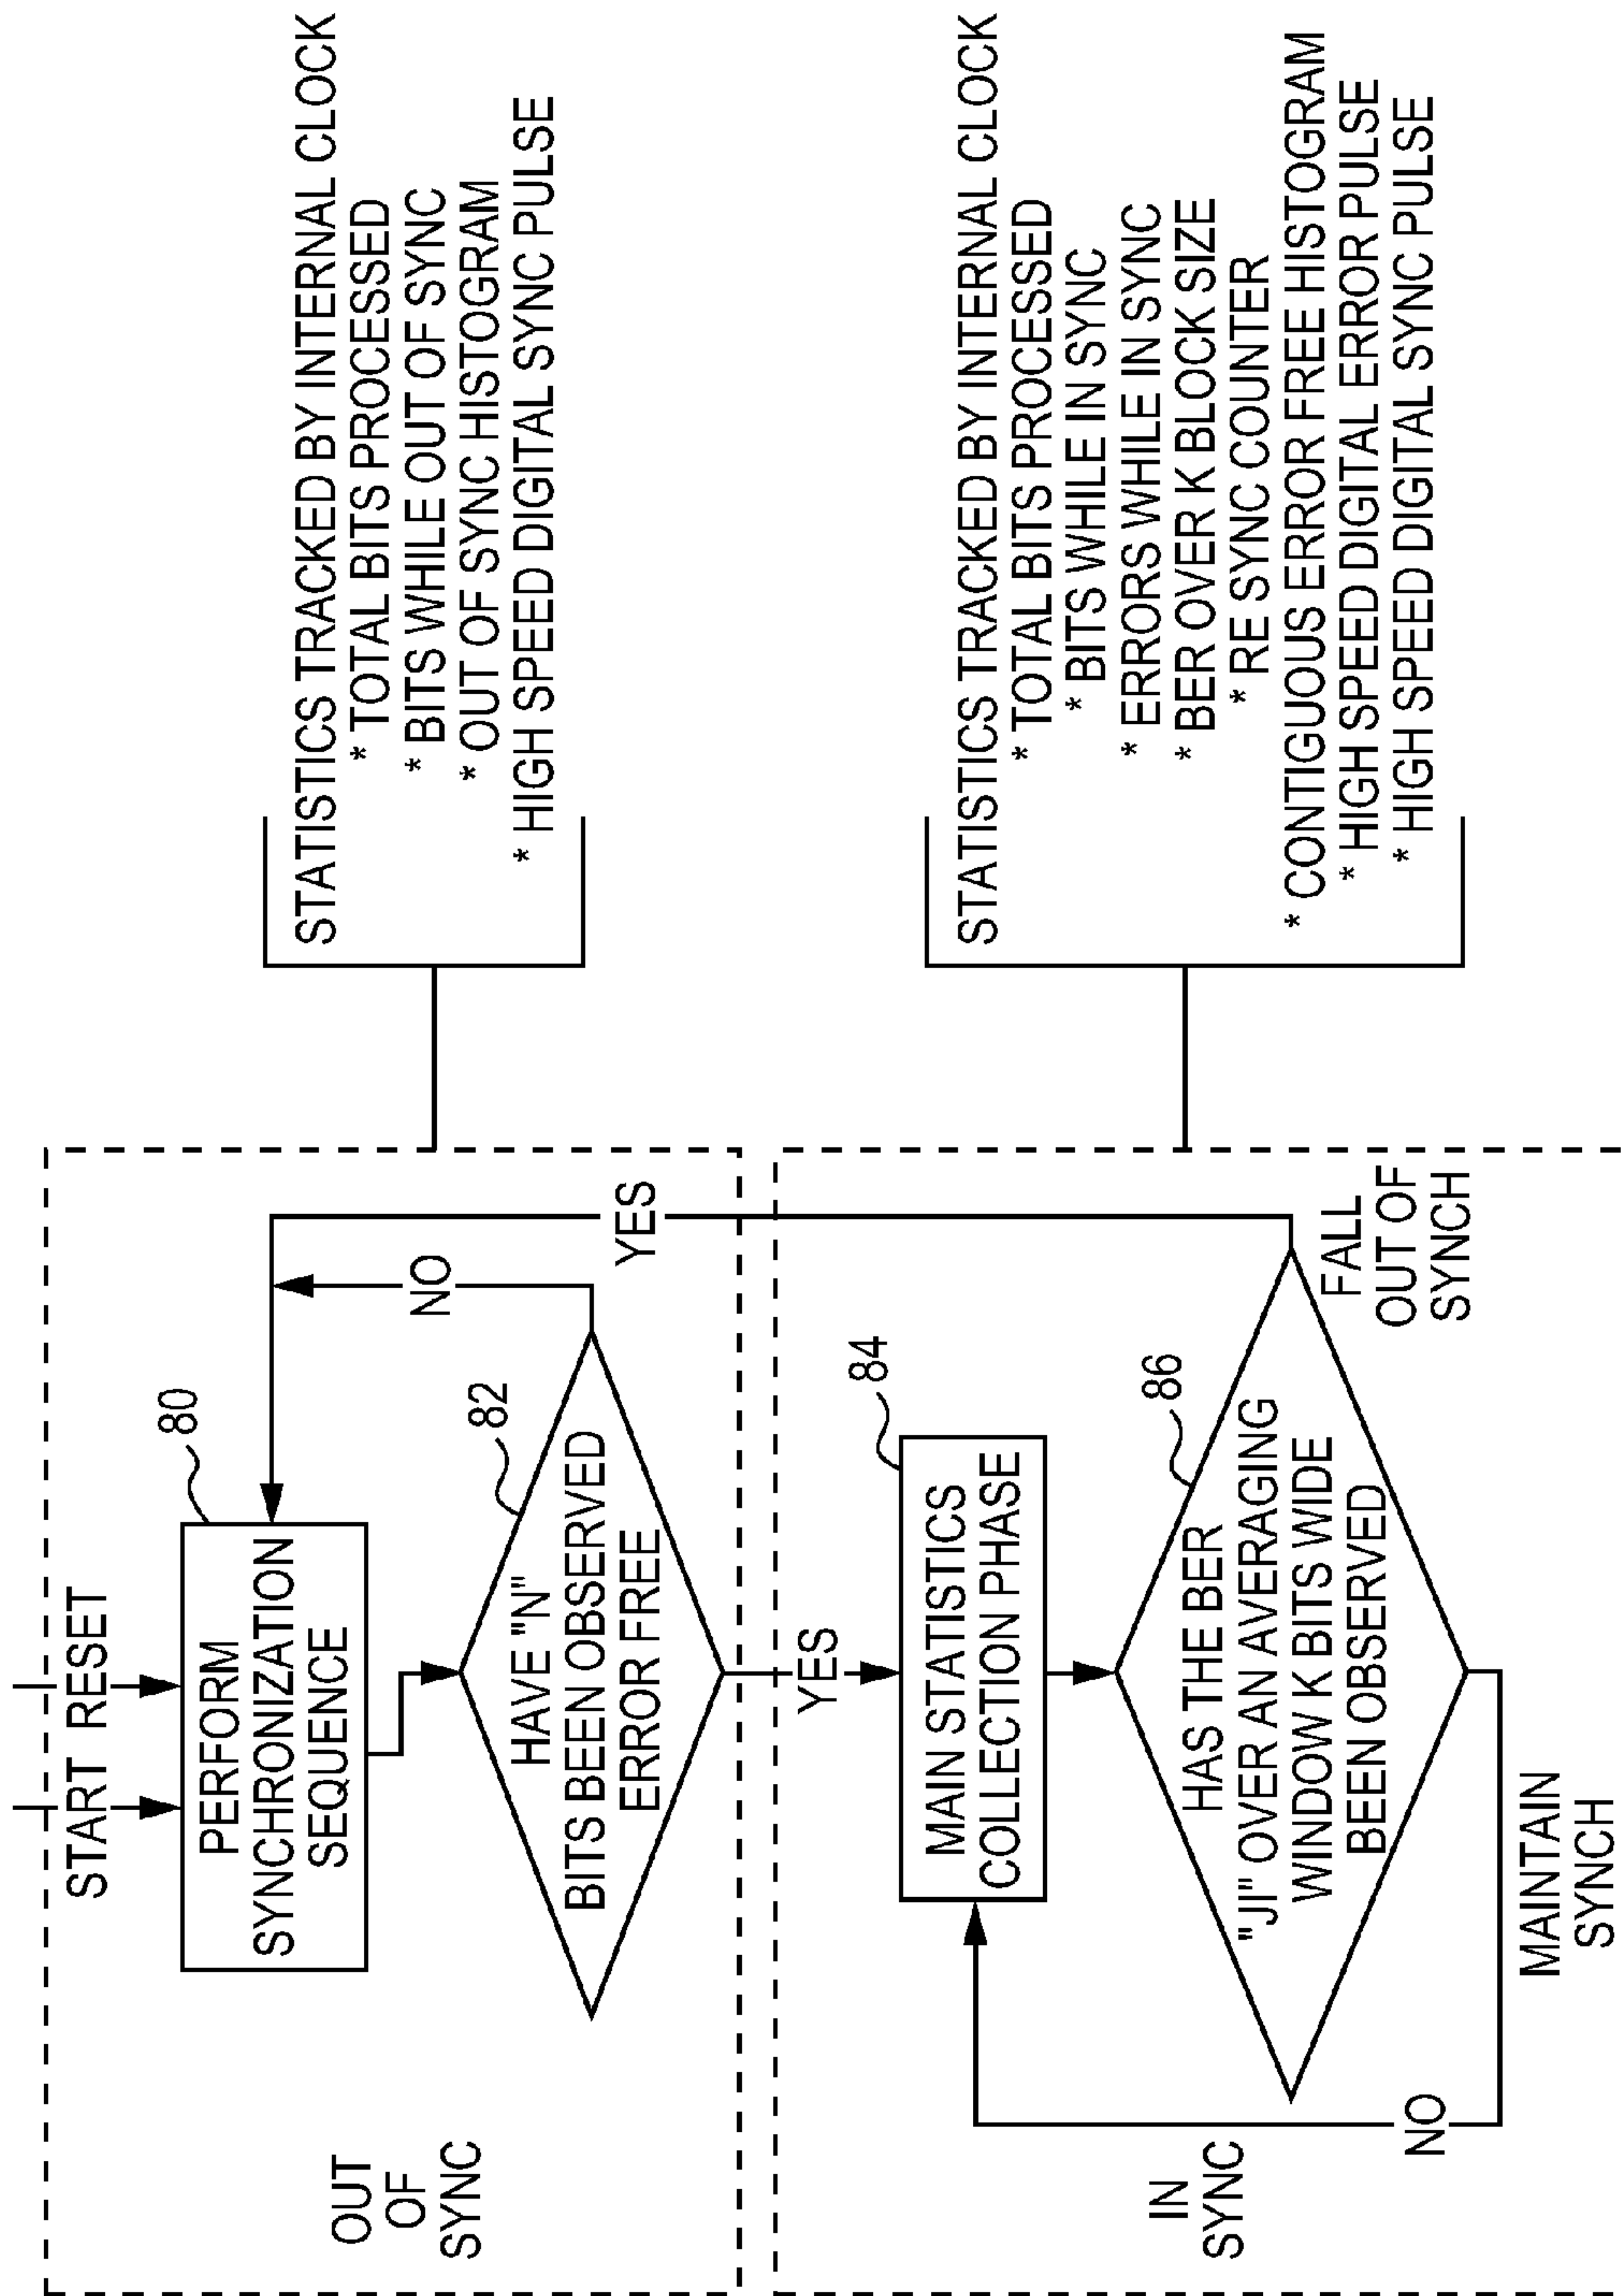 START RESET
PERFORM
SYNCHRONIZATION
SEQUENCE
80
OUT
OF
SYNC
HAVE "N"
BITS BEEN OBSERVED
ERROR FREE
82
NO
YES
YES
STATISTICS TRACKED BY INTERNAL CLOCK
* TOTAL BITS PROCESSED
* BITS WHILE OUT OF SYNC
* OUT OF SYNC HISTOGRAM
* HIGH SPEED DIGITAL SYNC PULSE
MAIN STATISTICS
COLLECTION PHASE
84
IN
SYNC
HAS THE BER
"JI" OVER AN AVERAGING
WINDOW K BITS WIDE
BEEN OBSERVED
86
FALL
OUT OF
SYNCH
NO
MAINTAIN
SYNCH
STATISTICS TRACKED BY INTERNAL CLOCK
* TOTAL BITS PROCESSED
* BITS WHILE IN SYNC
* ERRORS WHILE IN SYNC
* BER OVER K BLOCK SIZE
* RE SYNC COUNTER
* CONTIGUOUS ERROR FREE HISTOGRAM
* HIGH SPEED DIGITAL ERROR PULSE
* HIGH SPEED DIGITAL SYNC PULSE